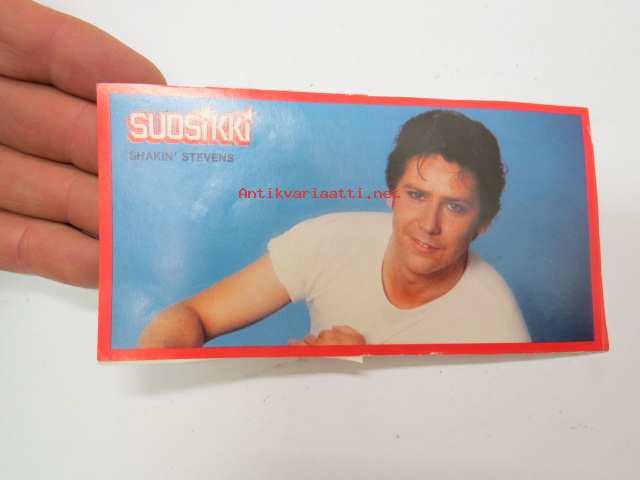 SUOSIKKI
SHAKIN' STEVENS
Antikvariaatti.net